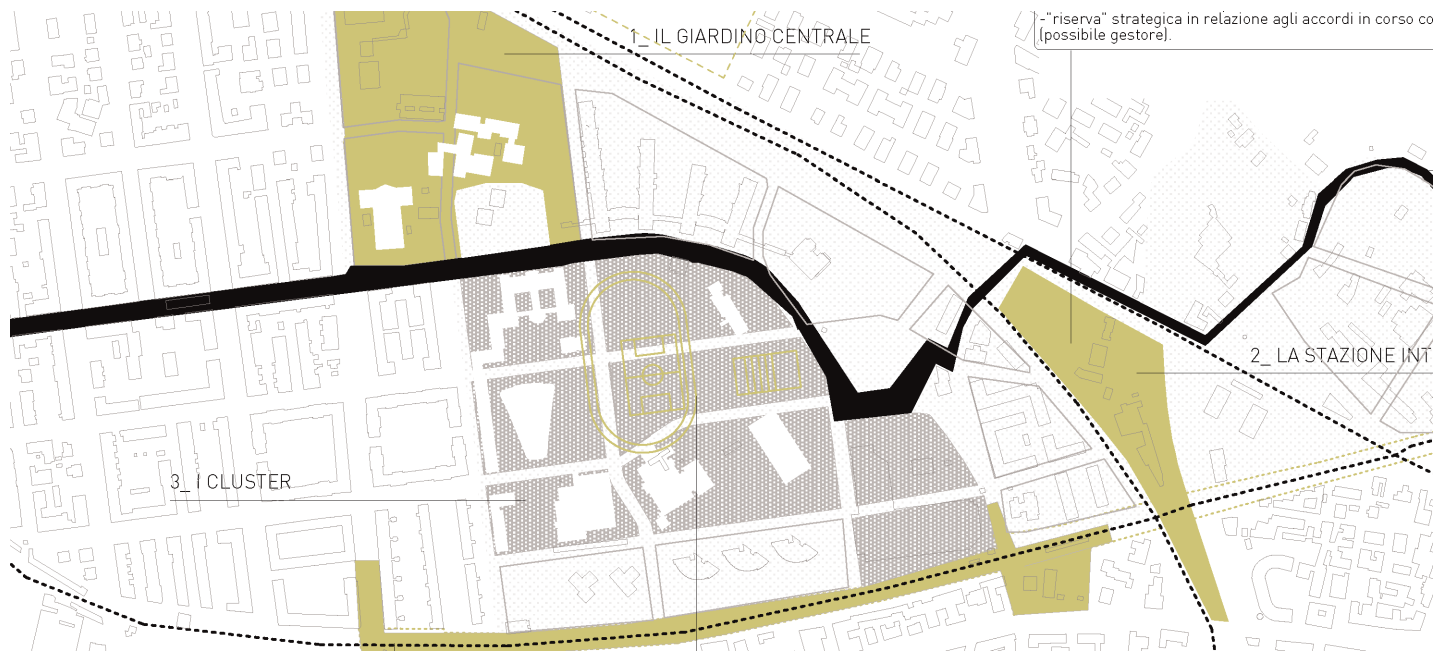 -"riserva" strategica in relazione agli accordi in corso co
(possibile gestore).
1_ IL GIARDINO CENTRALE
2_ LA STAZIONE INT
3_ I CLUSTER